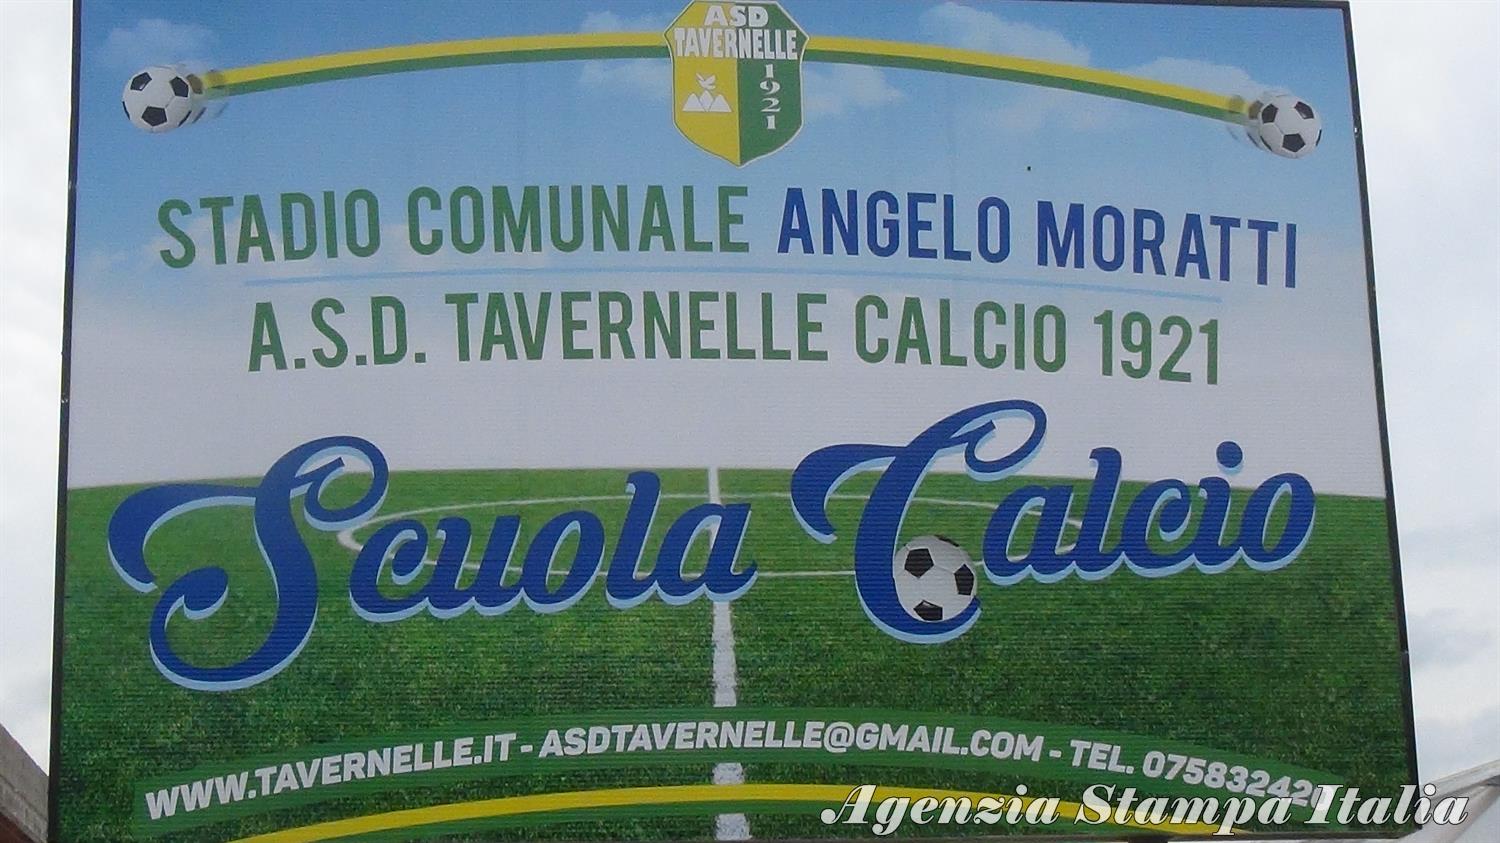 ASD
TAVERNELLE
1921
STADIO COMUNALE ANGELO MORATTI
A.S.D. TAVERNELLE CALCIO 1921
Scuola Calcio
WWW.TAVERNELLE.IT - ASDTAVERNELLE@GMAIL.COM - TEL.
Agenzia Stampa Italia